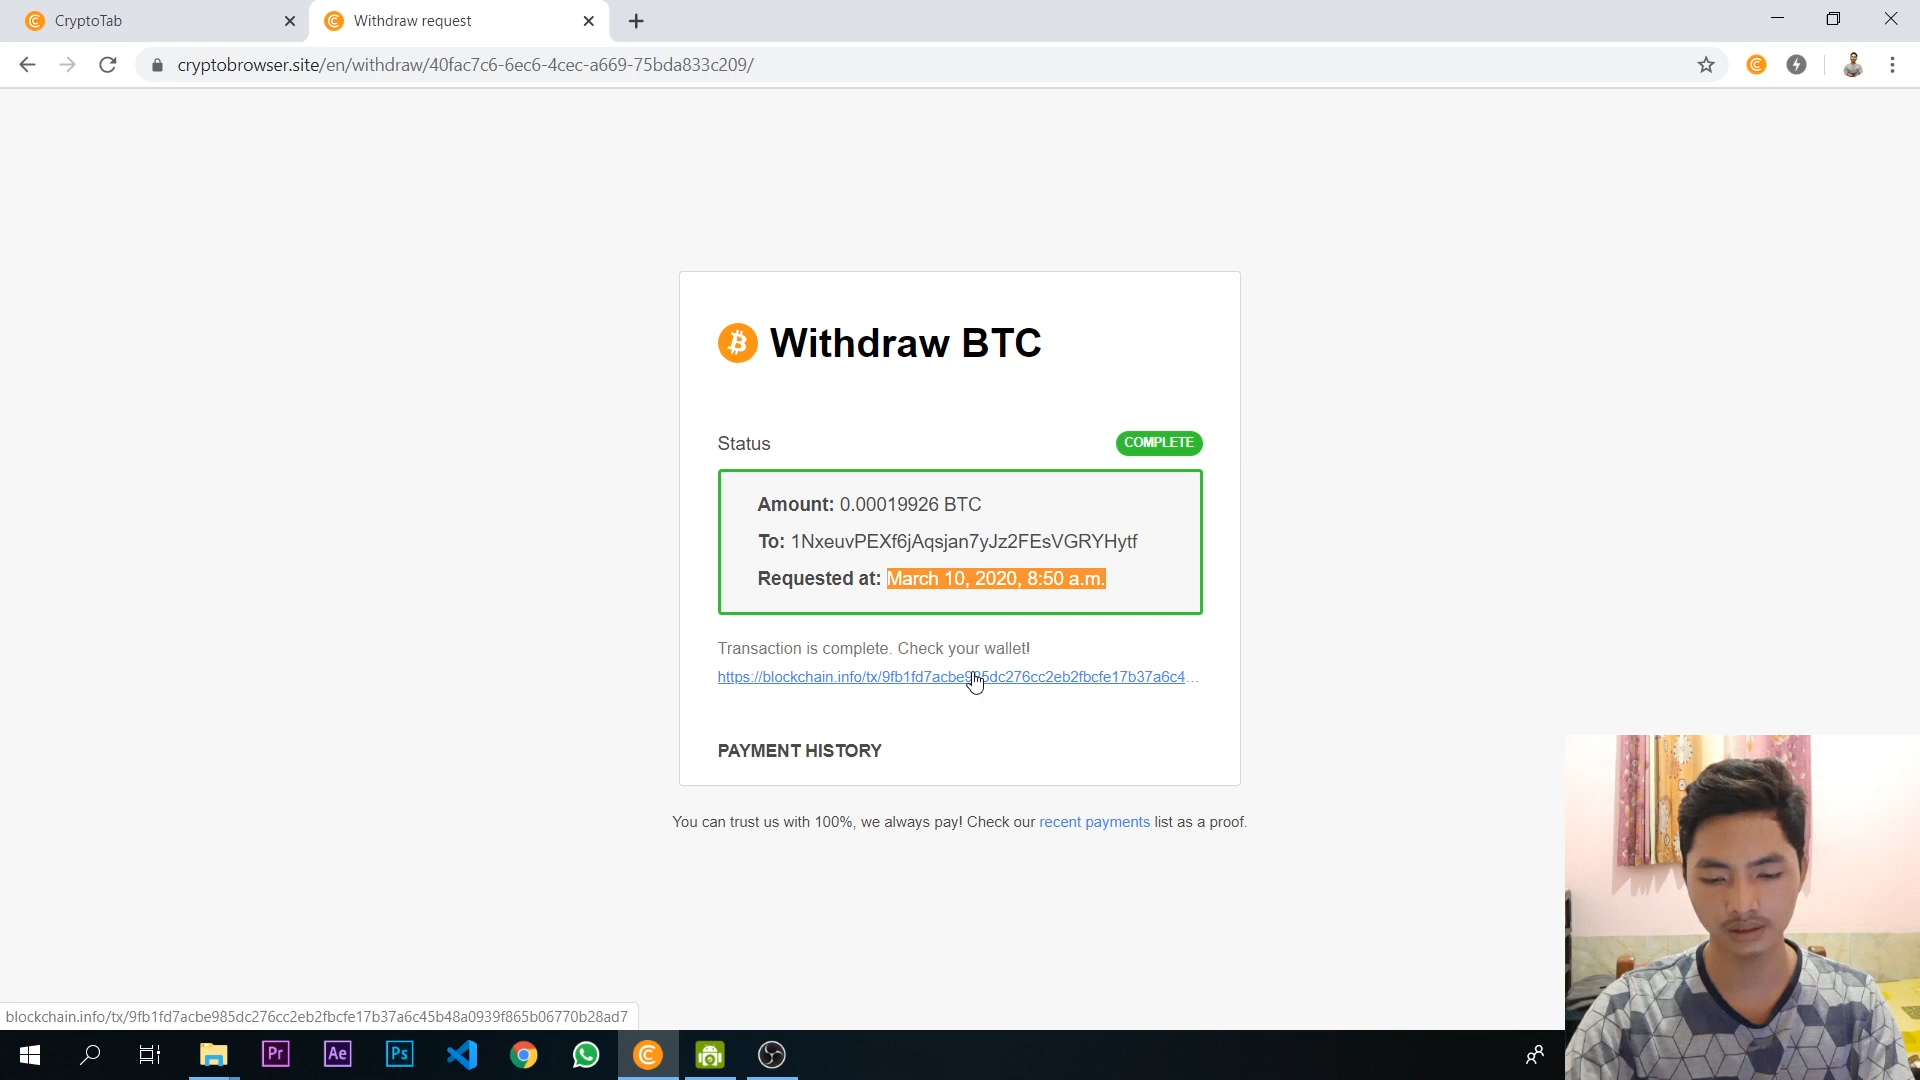 CryptoTab
Withdraw request
cryptobrowser.site/en/withdraw/40fac7c6-6ec6-4cec-a669-75bda833c209/
Withdraw BTC
Status
COMPLETE
Amount: 0.00019926 BTC
To: 1NxeuvPEXf6jAqsjan7yJz2FEsVGRYHytf
Requested at: March 10, 2020, 8:50 a.m.
Transaction is complete. Check your wallet!
https://blockchain.info/tx/9fb1fd7acbe985dc276cc2eb2fbcfe17b37a6c4...
PAYMENT HISTORY
You can trust us with 100%, we always pay! Check our recent payments list as a proof.
blockchain.info/tx/9fb1fd7acbe985dc276cc2eb2fbcfe17b37a6c45b48a0939f865b06770b28ad7
Pr
Ae
Ps